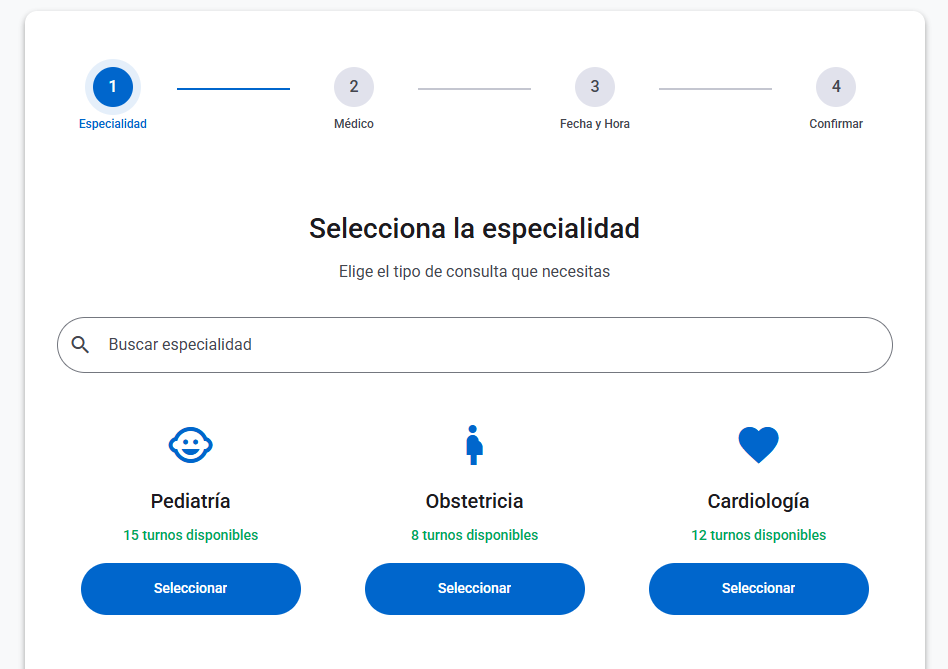 1 2 3 4
Especialidad Médico Fecha y Hora Confirmar
Selecciona la especialidad
Elige el tipo de consulta que necesitas
Buscar especialidad
Pediatría Obstetricia Cardiología
15 turnos disponibles 8 turnos disponibles 12 turnos disponibles
Seleccionar Seleccionar Seleccionar